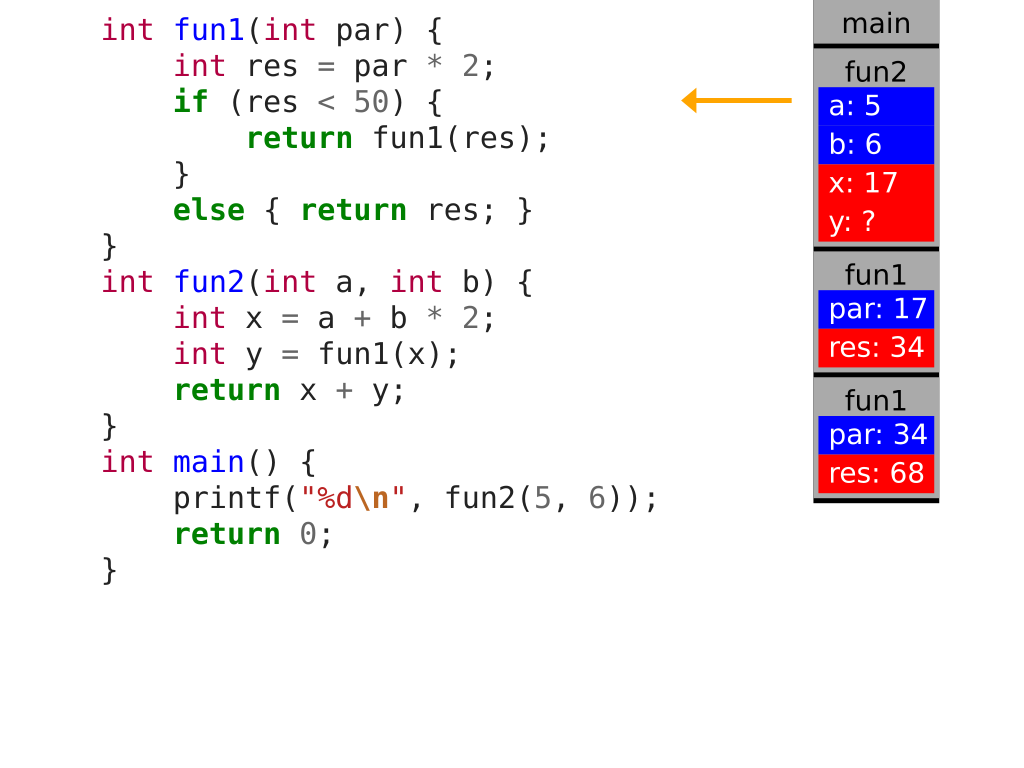 int fun1(int par) {
    int res = par * 2;
    if (res < 50) {
        return fun1(res);
    }
    else { return res; }
}
int fun2(int a, int b) {
    int x = a + b * 2;
    int y = fun1(x);
    return x + y;
}
int main() {
    printf("%d\n", fun2(5, 6));
    return 0;
}
main
fun2
a: 5
b: 6
x: 17
y: ?
fun1
par: 17
res: 34
fun1
par: 34
res: 68